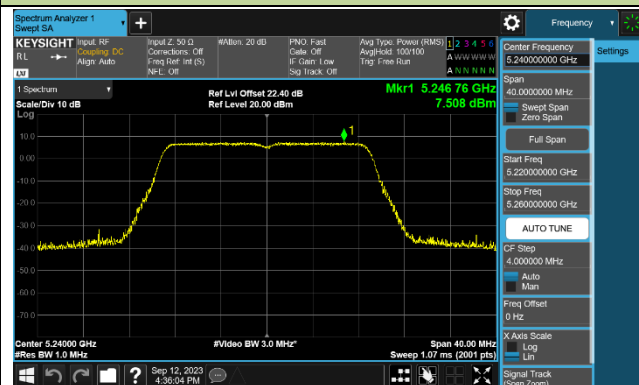 Spectrum Analyzer 1
Swept SA
Frequency
KEYSIGHT
RL
LXI
Input: RF
Coupling: DC
Align: Auto
Input Z: 50 Ω
Corrections: Off
Freq Ref: Int (S)
NFE: Off
#Atten: 20 dB
PNO: Fast
Gate: Off
IF Gain: Low
Sig Track: Off
Avg Type: Power (RMS)
Avg|Hold: 100/100
Trig: Free Run
1 2 3 4 5 6
A W W W W W
A N N N N N
1 Spectrum
Scale/Div 10 dB
Log
Ref Lvl Offset 22.40 dB
Ref Level 20.00 dBm
Mkr1 5.246 76 GHz
7.508 dBm
1
10.0
0.00
-10.0
-20.0
-30.0
-40.0
-50.0
-60.0
-70.0
Center 5.24000 GHz
#Res BW 1.0 MHz
#Video BW 3.0 MHz*
Span 40.00 MHz
Sweep 1.07 ms (2001 pts)
Sep 12, 2023
4:36:04 PM
Center Frequency
5.240000000 GHz
Settings
Span
40.0000000 MHz
Swept Span
Zero Span
Full Span
Start Freq
5.220000000 GHz
Stop Freq
5.260000000 GHz
AUTO TUNE
CF Step
4.000000 MHz
Auto
Man
Freq Offset
0 Hz
X Axis Scale
Log
Lin
Signal Track
(Span Zoom)